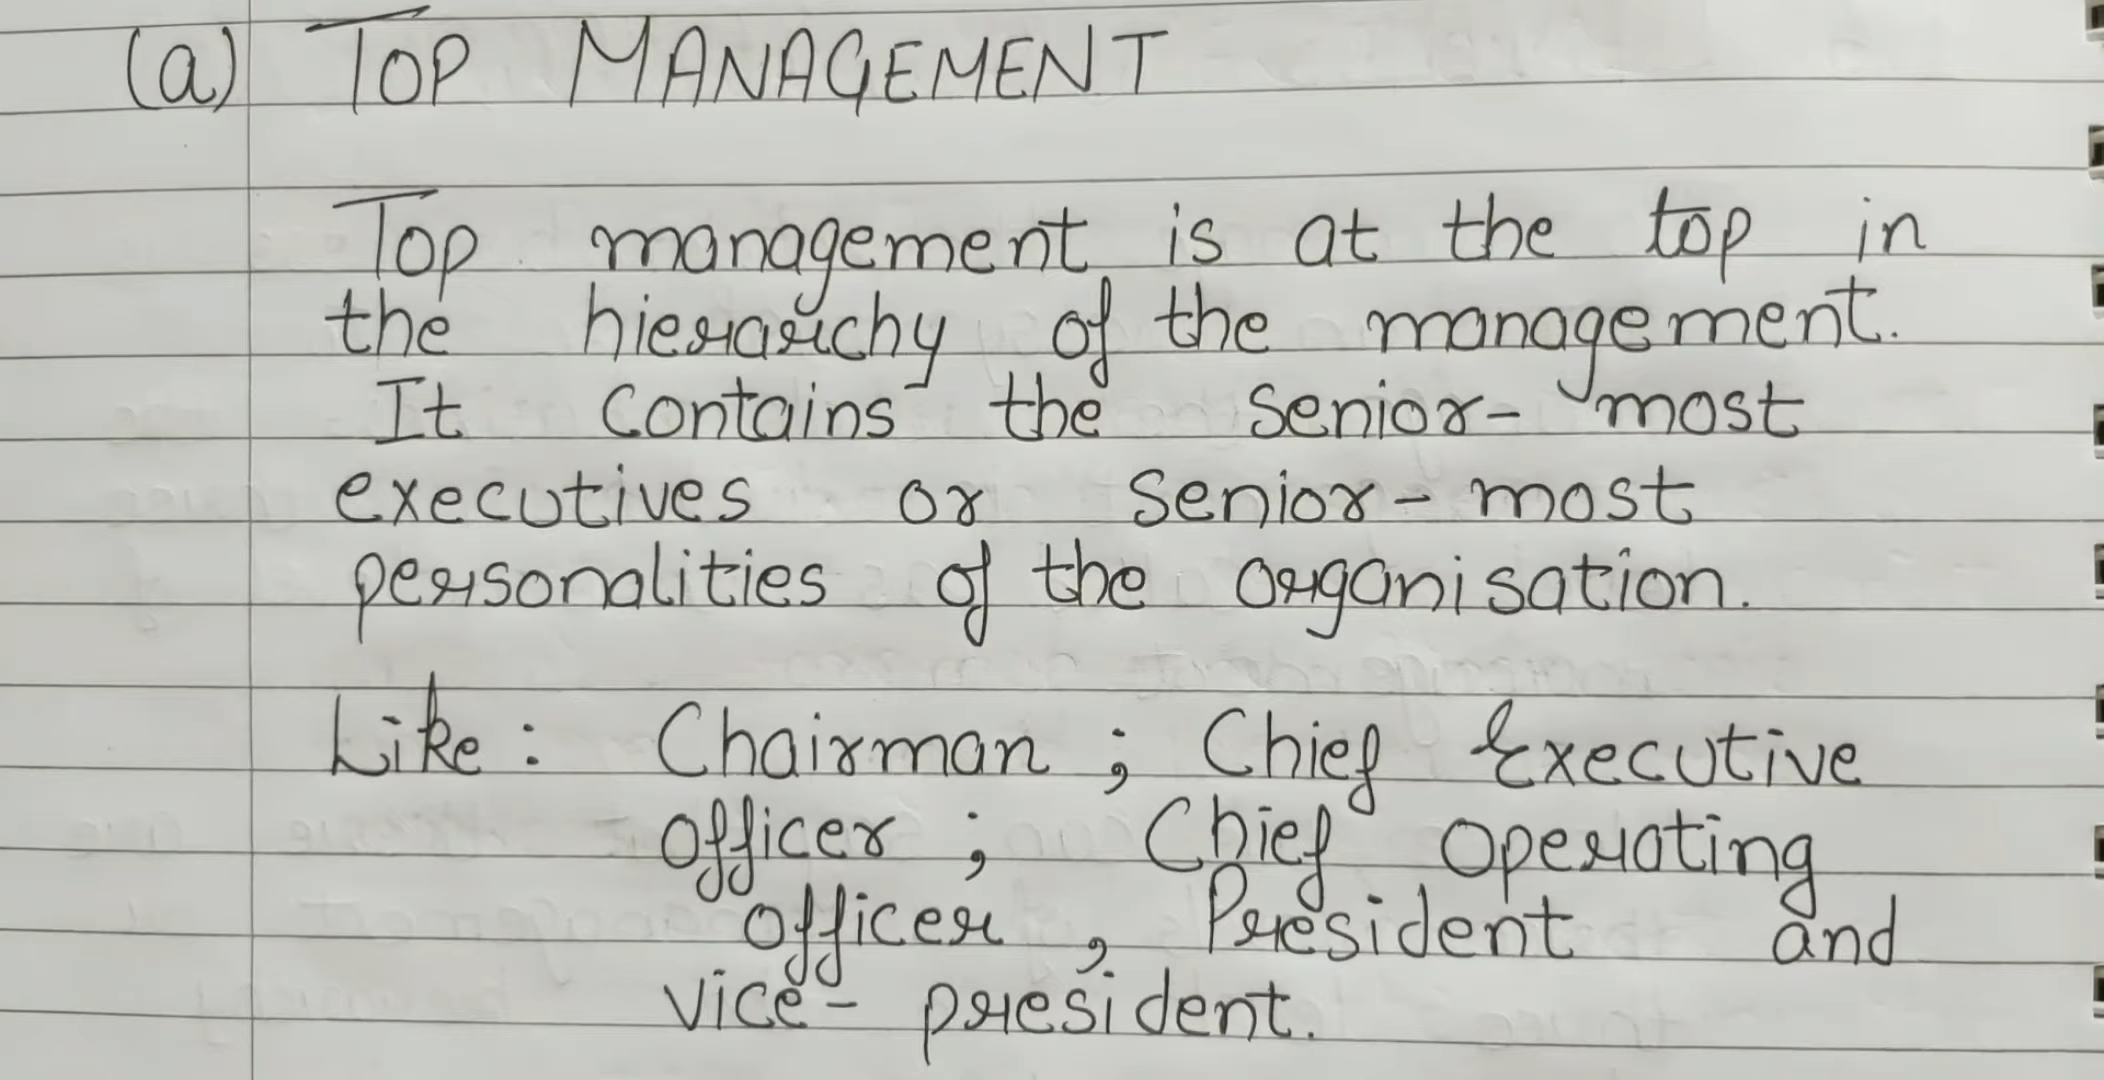 (a) TOP MANAGEMENT
Top management is at the top in
the hierarchy of the management.
It contains the senior-most
executives or senior-most
personalities of the organisation.
Like: Chairman; Chief Executive
officer; Chief operating
officer, President and
vice-president.